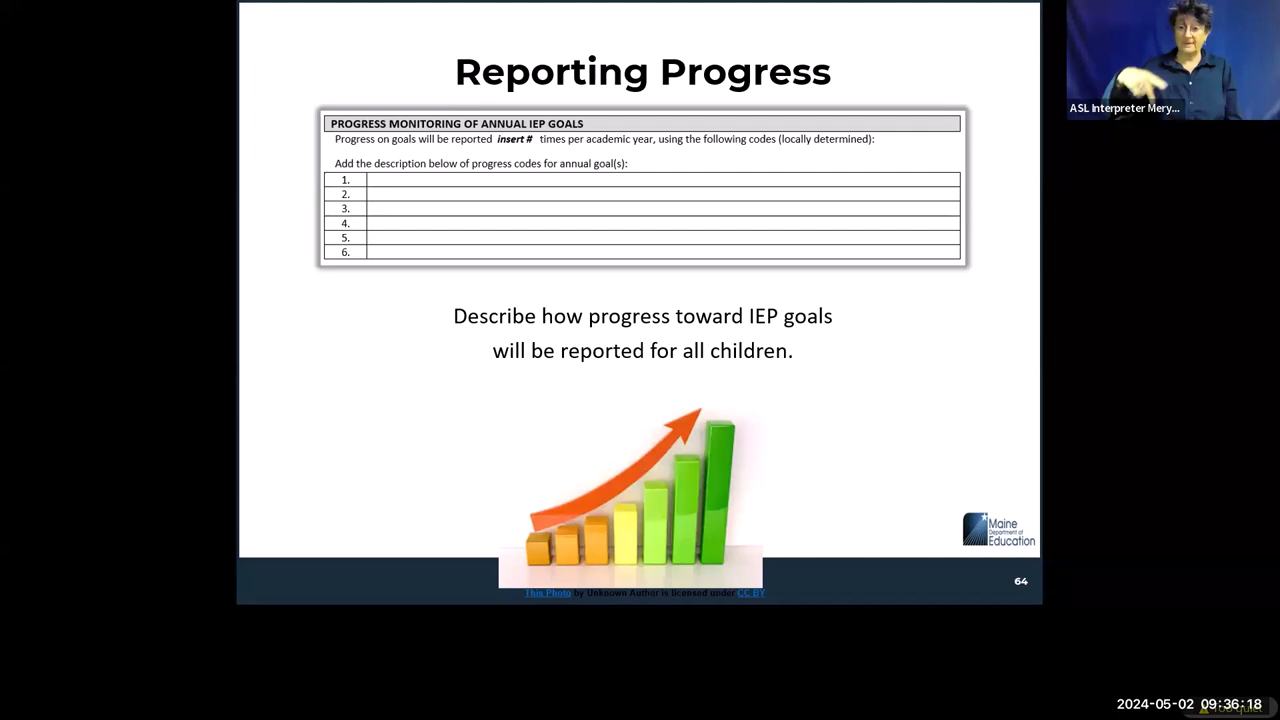 Reporting Progress
ASL Interpreter Mery...
PROGRESS MONITORING OF ANNUAL IEP GOALS
Progress on goals will be reported insert # times per academic year, using the following codes (locally determined):
Add the description below of progress codes for annual goal(s):
1.
2.
3.
4.
5.
6.
Describe how progress toward IEP goals
will be reported for all children.
Maine
Department of
Education
64
This Photo by Unknown Author is licensed under CC BY
2024-05-02 09:36:18